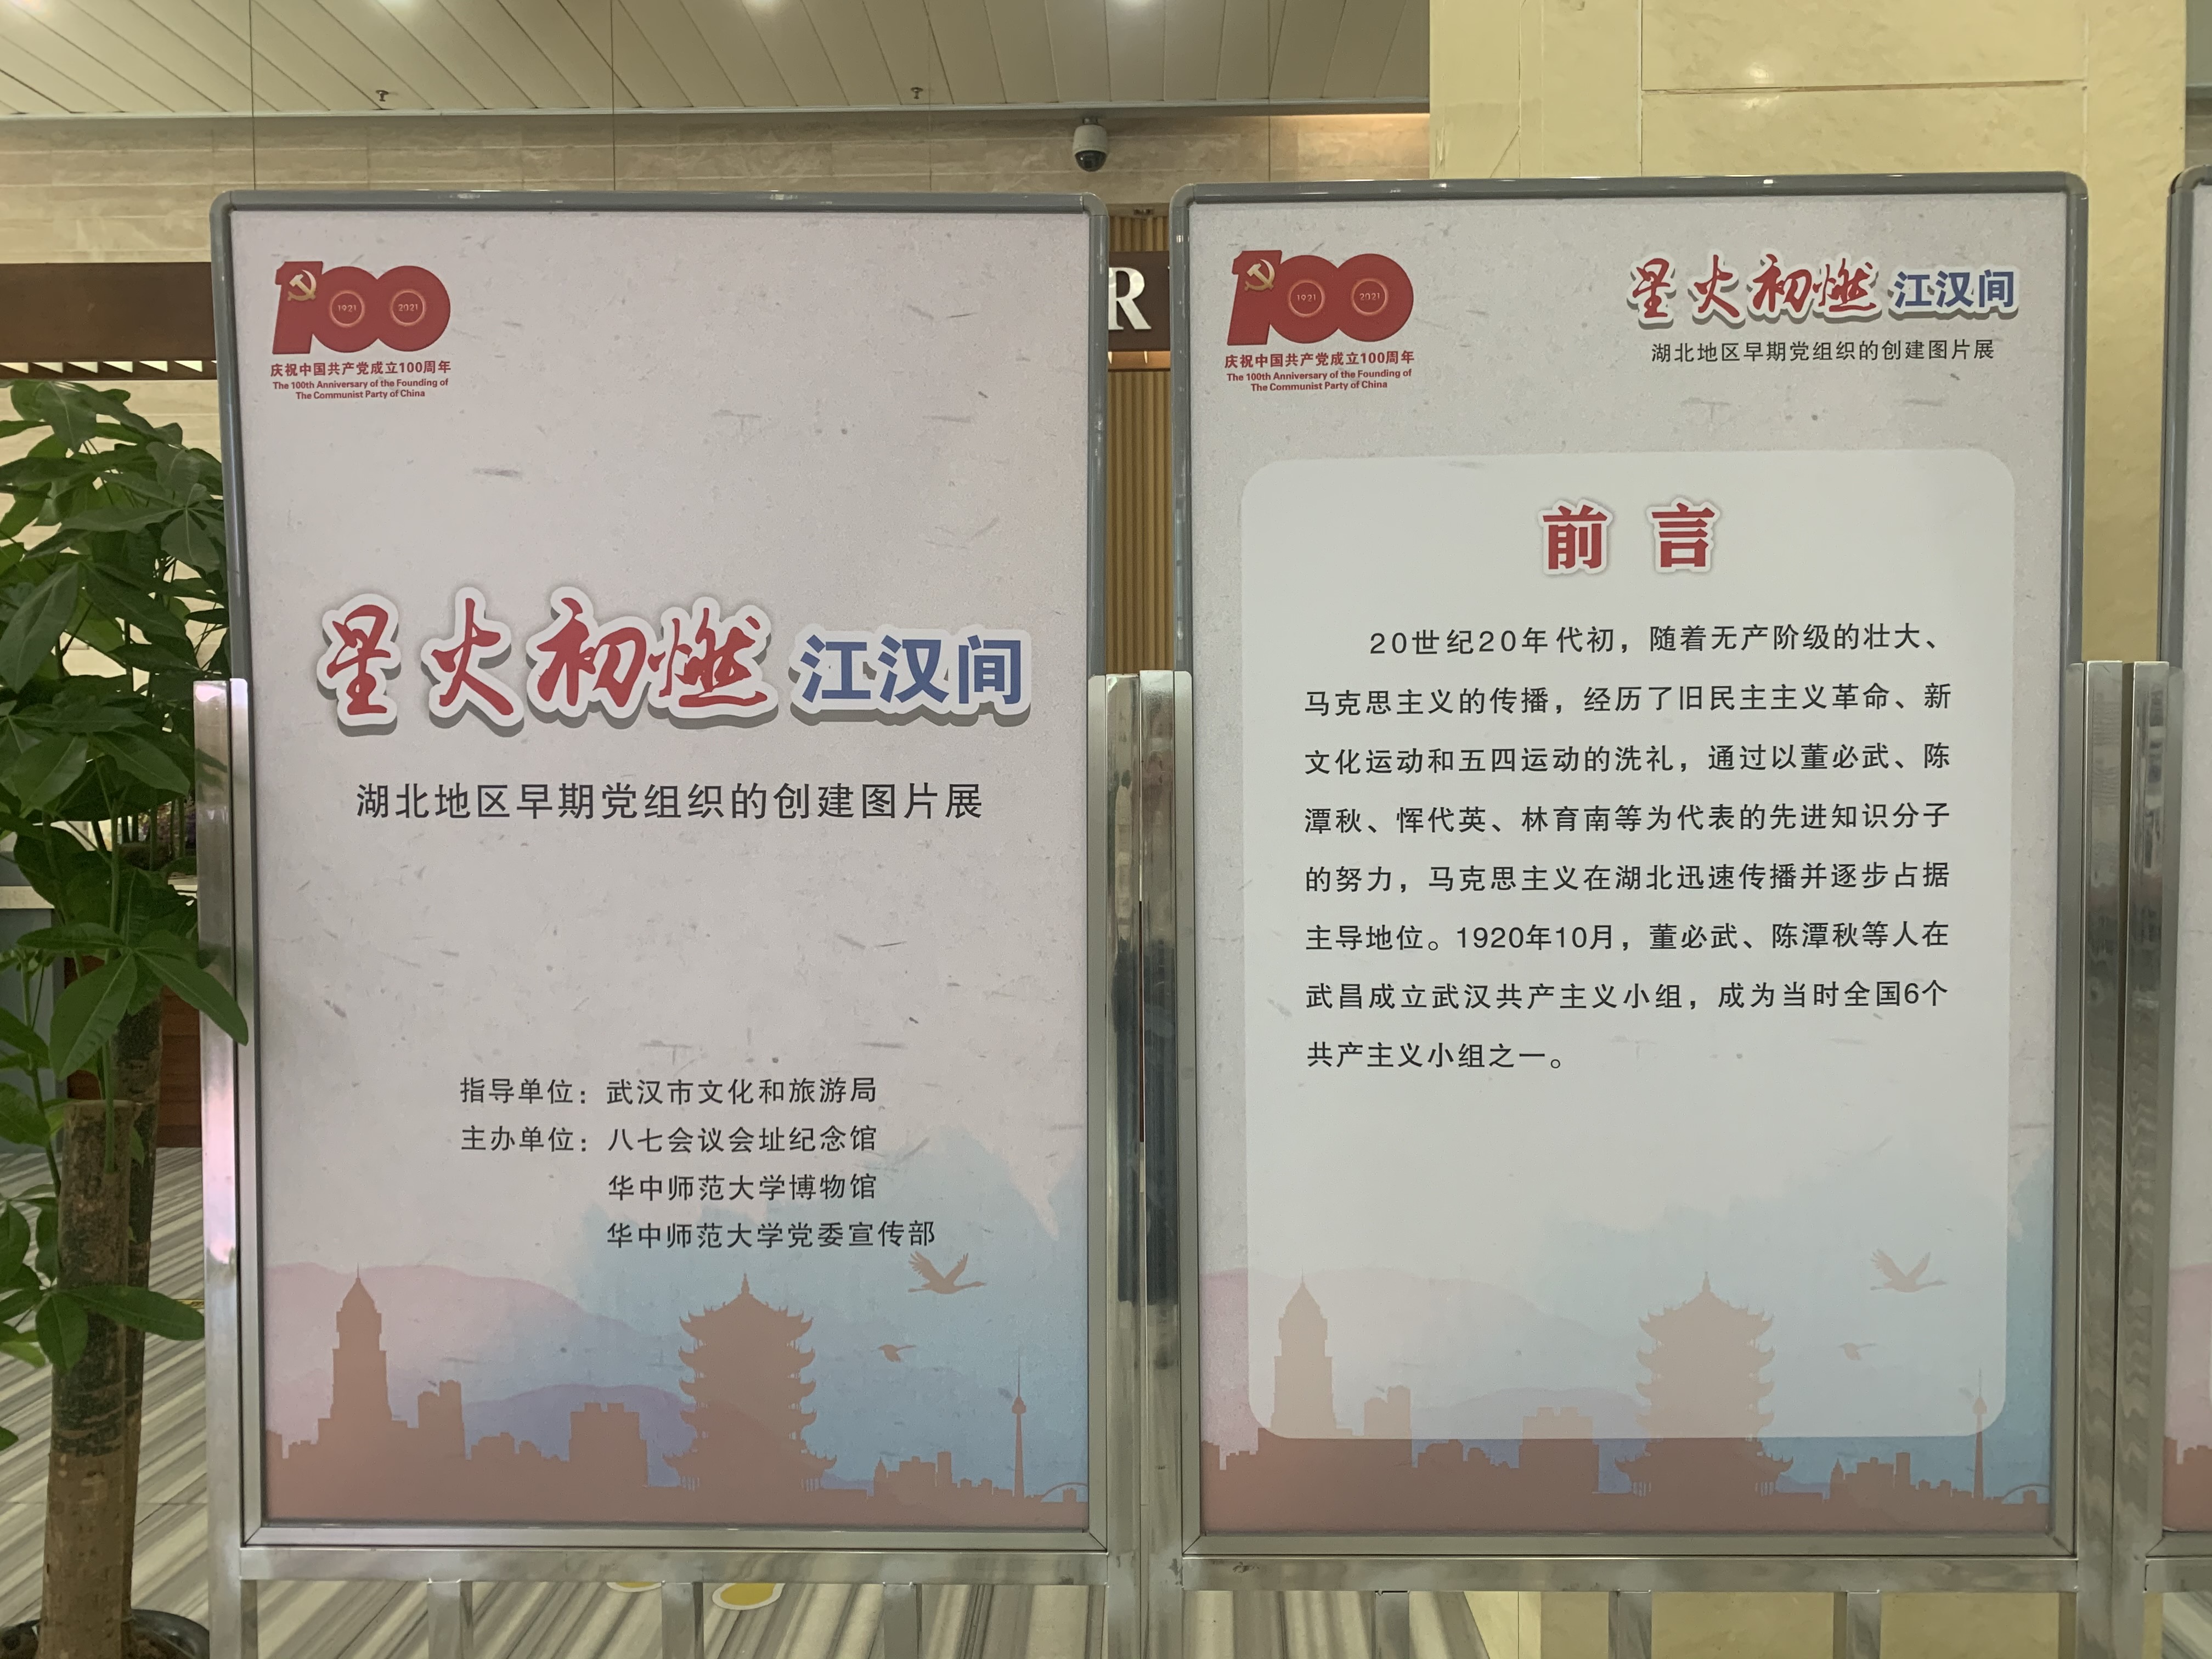 1921
2021
庆祝中国共产党成立100周年
The 100th Anniversary of the Founding of
The Communist Party of China
星火初燃 江汉间
湖北地区早期党组织的创建图片展
指导单位：武汉市文化和旅游局
主办单位：八七会议会址纪念馆
华中师范大学博物馆
华中师范大学党委宣传部
R
1921
2021
庆祝中国共产党成立100周年
The 100th Anniversary of the Founding of
The Communist Party of China
星火初燃 江汉间
湖北地区早期党组织的创建图片展
前言
20世纪20年代初，随着无产阶级的壮大、
马克思主义的传播，经历了旧民主主义革命、新
文化运动和五四运动的洗礼，通过以董必武、陈
潭秋、恽代英、林育南等为代表的先进知识分子
的努力，马克思主义在湖北迅速传播并逐步占据
主导地位。1920年10月，董必武、陈潭秋等人在
武昌成立武汉共产主义小组，成为当时全国6个
共产主义小组之一。